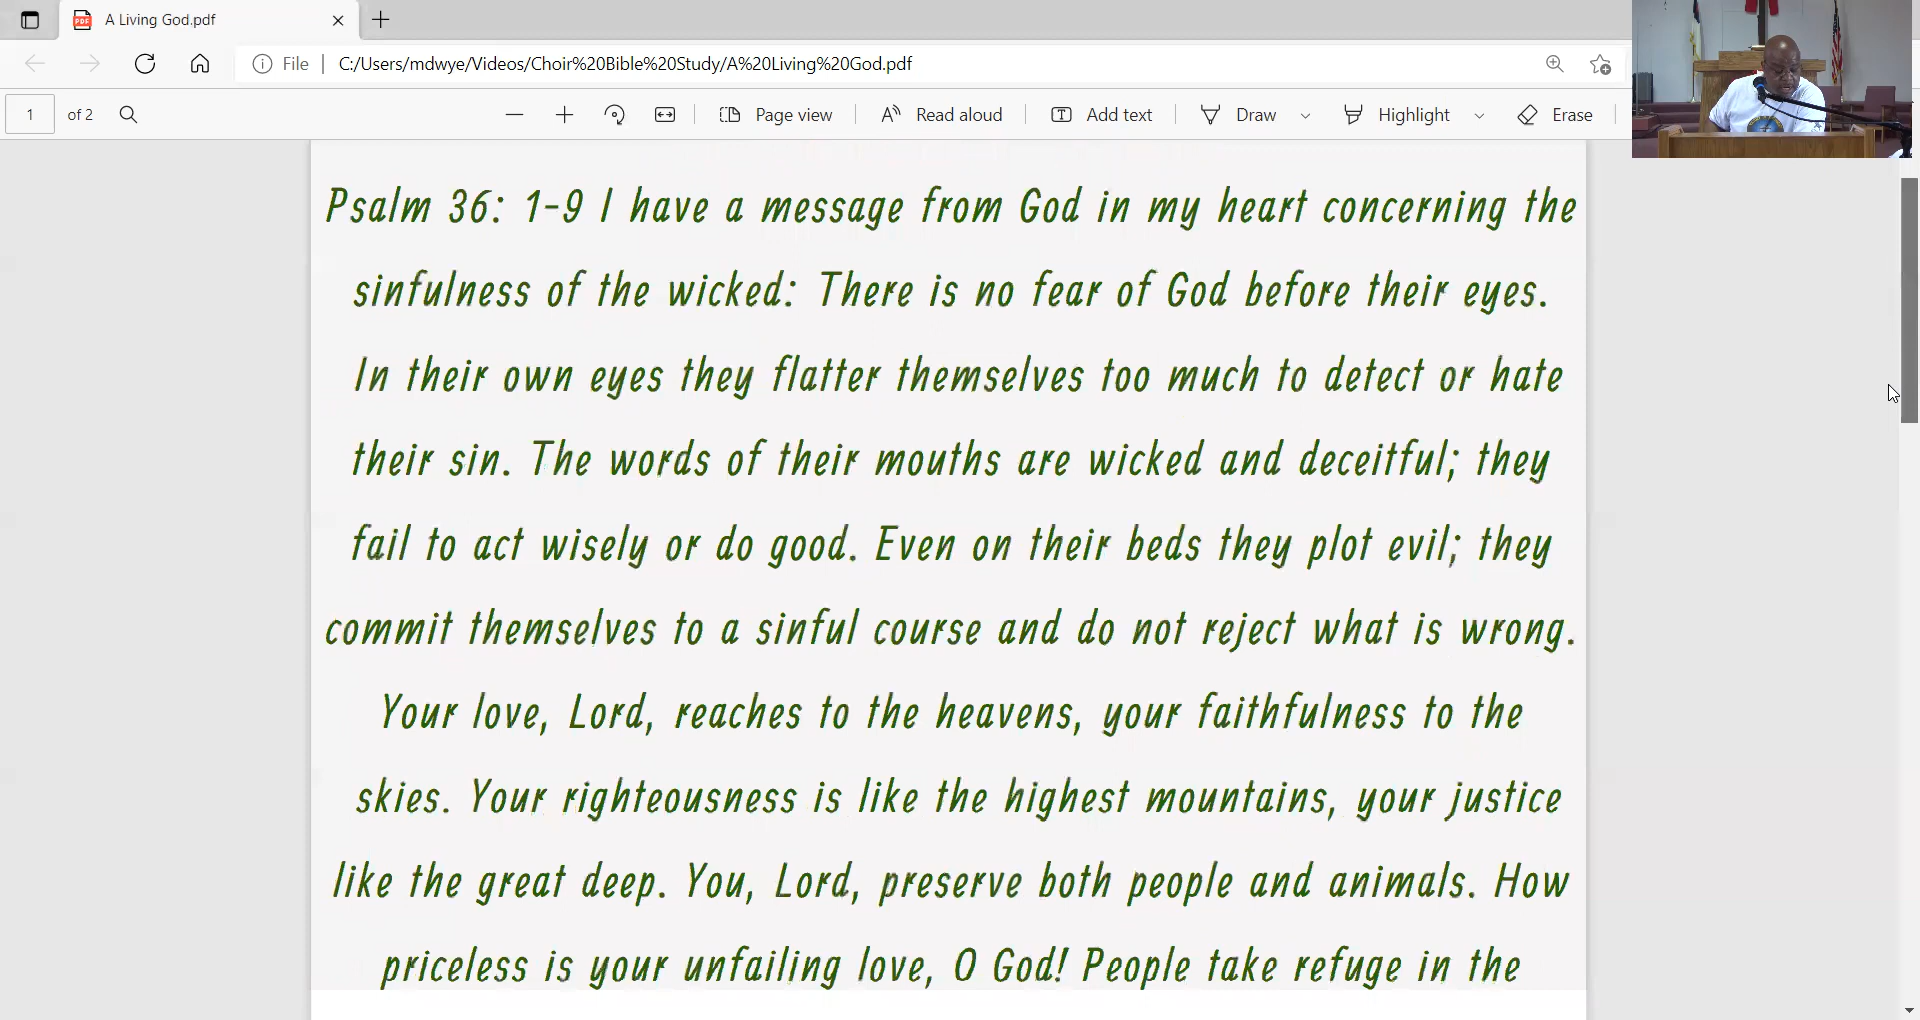 A Living God.pdf
File
C:/Users/mdwye/Videos/Choir%20Bible%20Study/A%20Living%20God.pdf
1 of 2
Page view
Read aloud
Add text
Draw
Highlight
Erase
Psalm 36: 1-9 I have a message from God in my heart concerning the
sinfulness of the wicked: There is no fear of God before their eyes.
In their own eyes they flatter themselves too much to detect or hate
their sin. The words of their mouths are wicked and deceitful; they
fail to act wisely or do good. Even on their beds they plot evil; they
commit themselves to a sinful course and do not reject what is wrong.
Your love, Lord, reaches to the heavens, your faithfulness to the
skies. Your righteousness is like the highest mountains, your justice
like the great deep. You, Lord, preserve both people and animals. How
priceless is your unfailing love, O God! People take refuge in the